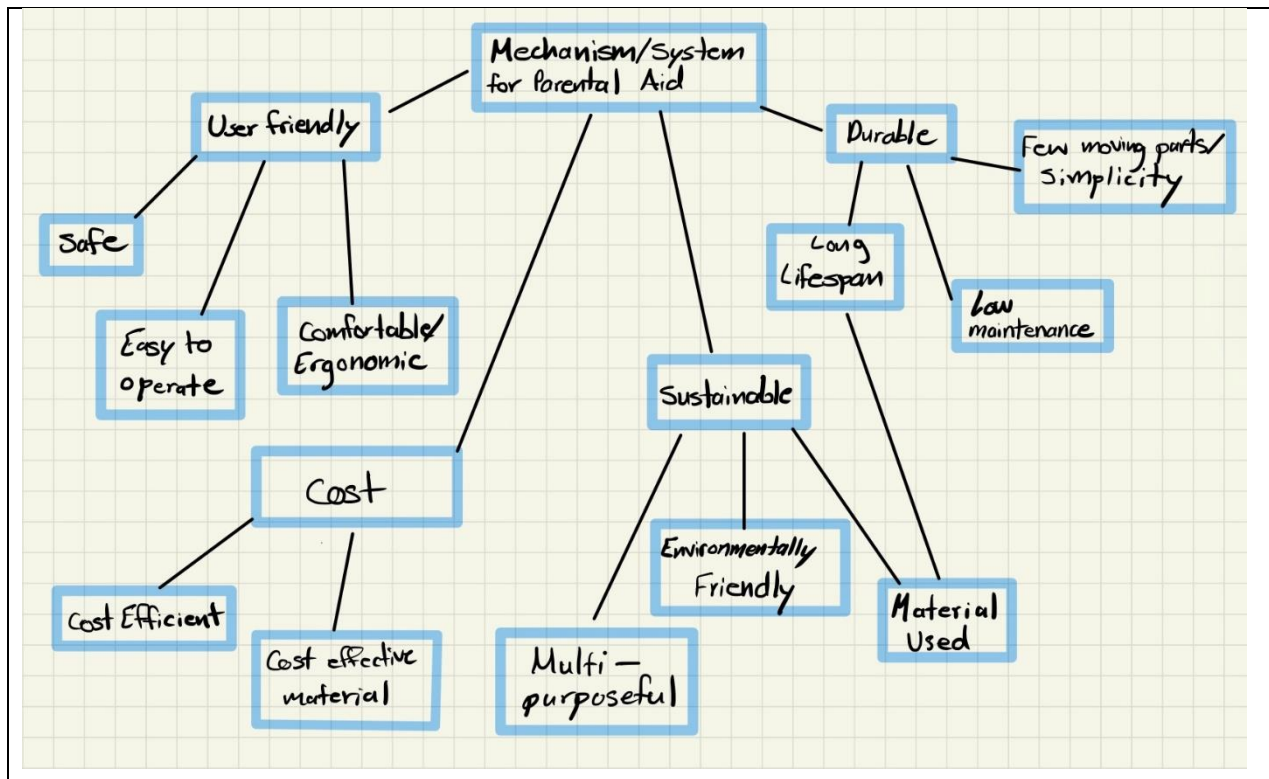 Mechanism/System
for Parental Aid
User friendly
Durable
Few moving parts/
simplicity
Safe
Long
Lifespan
Low
maintenance
Easy to
operate
Comfortable/
Ergonomic
Sustainable
Cost
Environmentally
Friendly
Material
Used
Cost Efficient
Cost effective
material
Multi-
purposeful